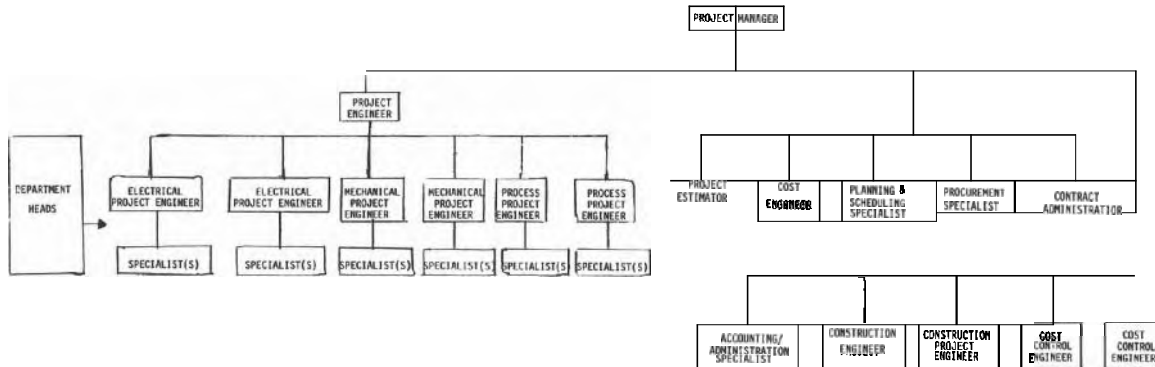 PROJECT MANAGER
PROJECT
ENGINEER
DEPARTMENT
HEADS
ELECTRICAL
PROJECT ENGINEER
ELECTRICAL
PROJECT ENGINEER
MECHANICAL
PROJECT
ENGINEER
MECHANICAL
PROJECT
ENGINEER
PROCESS
PROJECT
ENGINEER
PROCESS
PROJECT
ENGINEER
PROJECT
ESTIMATOR
COST
ENGINEER
PLANNING &
SCHEDULING
SPECIALIST
PROCUREMENT
SPECIALIST
CONTRACT
ADMINISTRATIOR
SPECIALIST(S)
SPECIALIST(S)
SPECIALIST(S)
SPECIALIST(S)
SPECIALIST(S)
SPECIALIST(S)
ACCOUNTING/
ADMINISTRATION
SPECIALIST
CONSTRUCTION
ENGINEER
CONSTRUCTION
PROJECT
ENGINEER
COST
CONTROL
ENGINEER
COST
CONTROL
ENGINEER